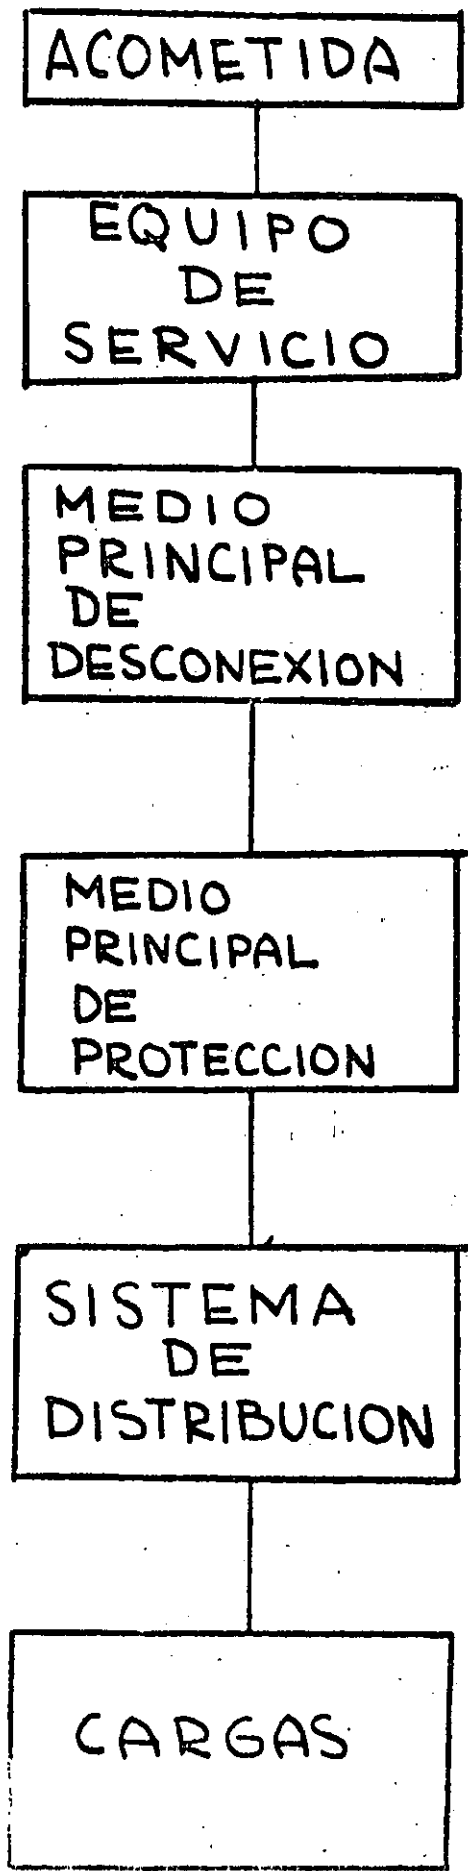 ACOMETIDA
EQUIPO
DE
SERVICIO
MEDIO
PRINCIPAL
DE
DESCONEXION
MEDIO
PRINCIPAL
DE
PROTECCION
SISTEMA
DE
DISTRIBUCION
CARGAS